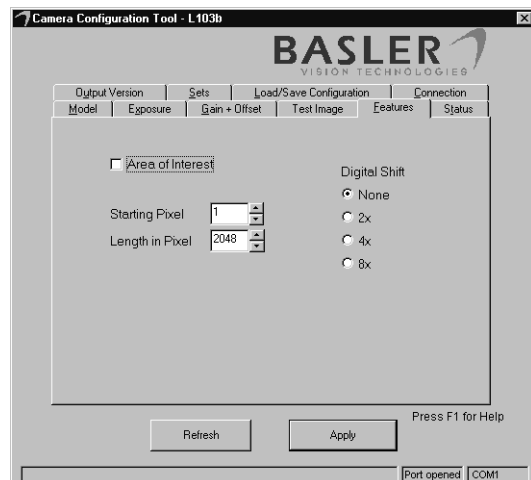 Camera Configuration Tool - L103b
BASLER
VISION TECHNOLOGIES
Output Version Sets Load/Save Configuration Connection
Model Exposure Gain + Offset Test Image Features Status
Area of Interest
Digital Shift
None
Starting Pixel 1
2x
Length in Pixel 2048
4x
8x
Press F1 for Help
Refresh Apply
Port opened COM1